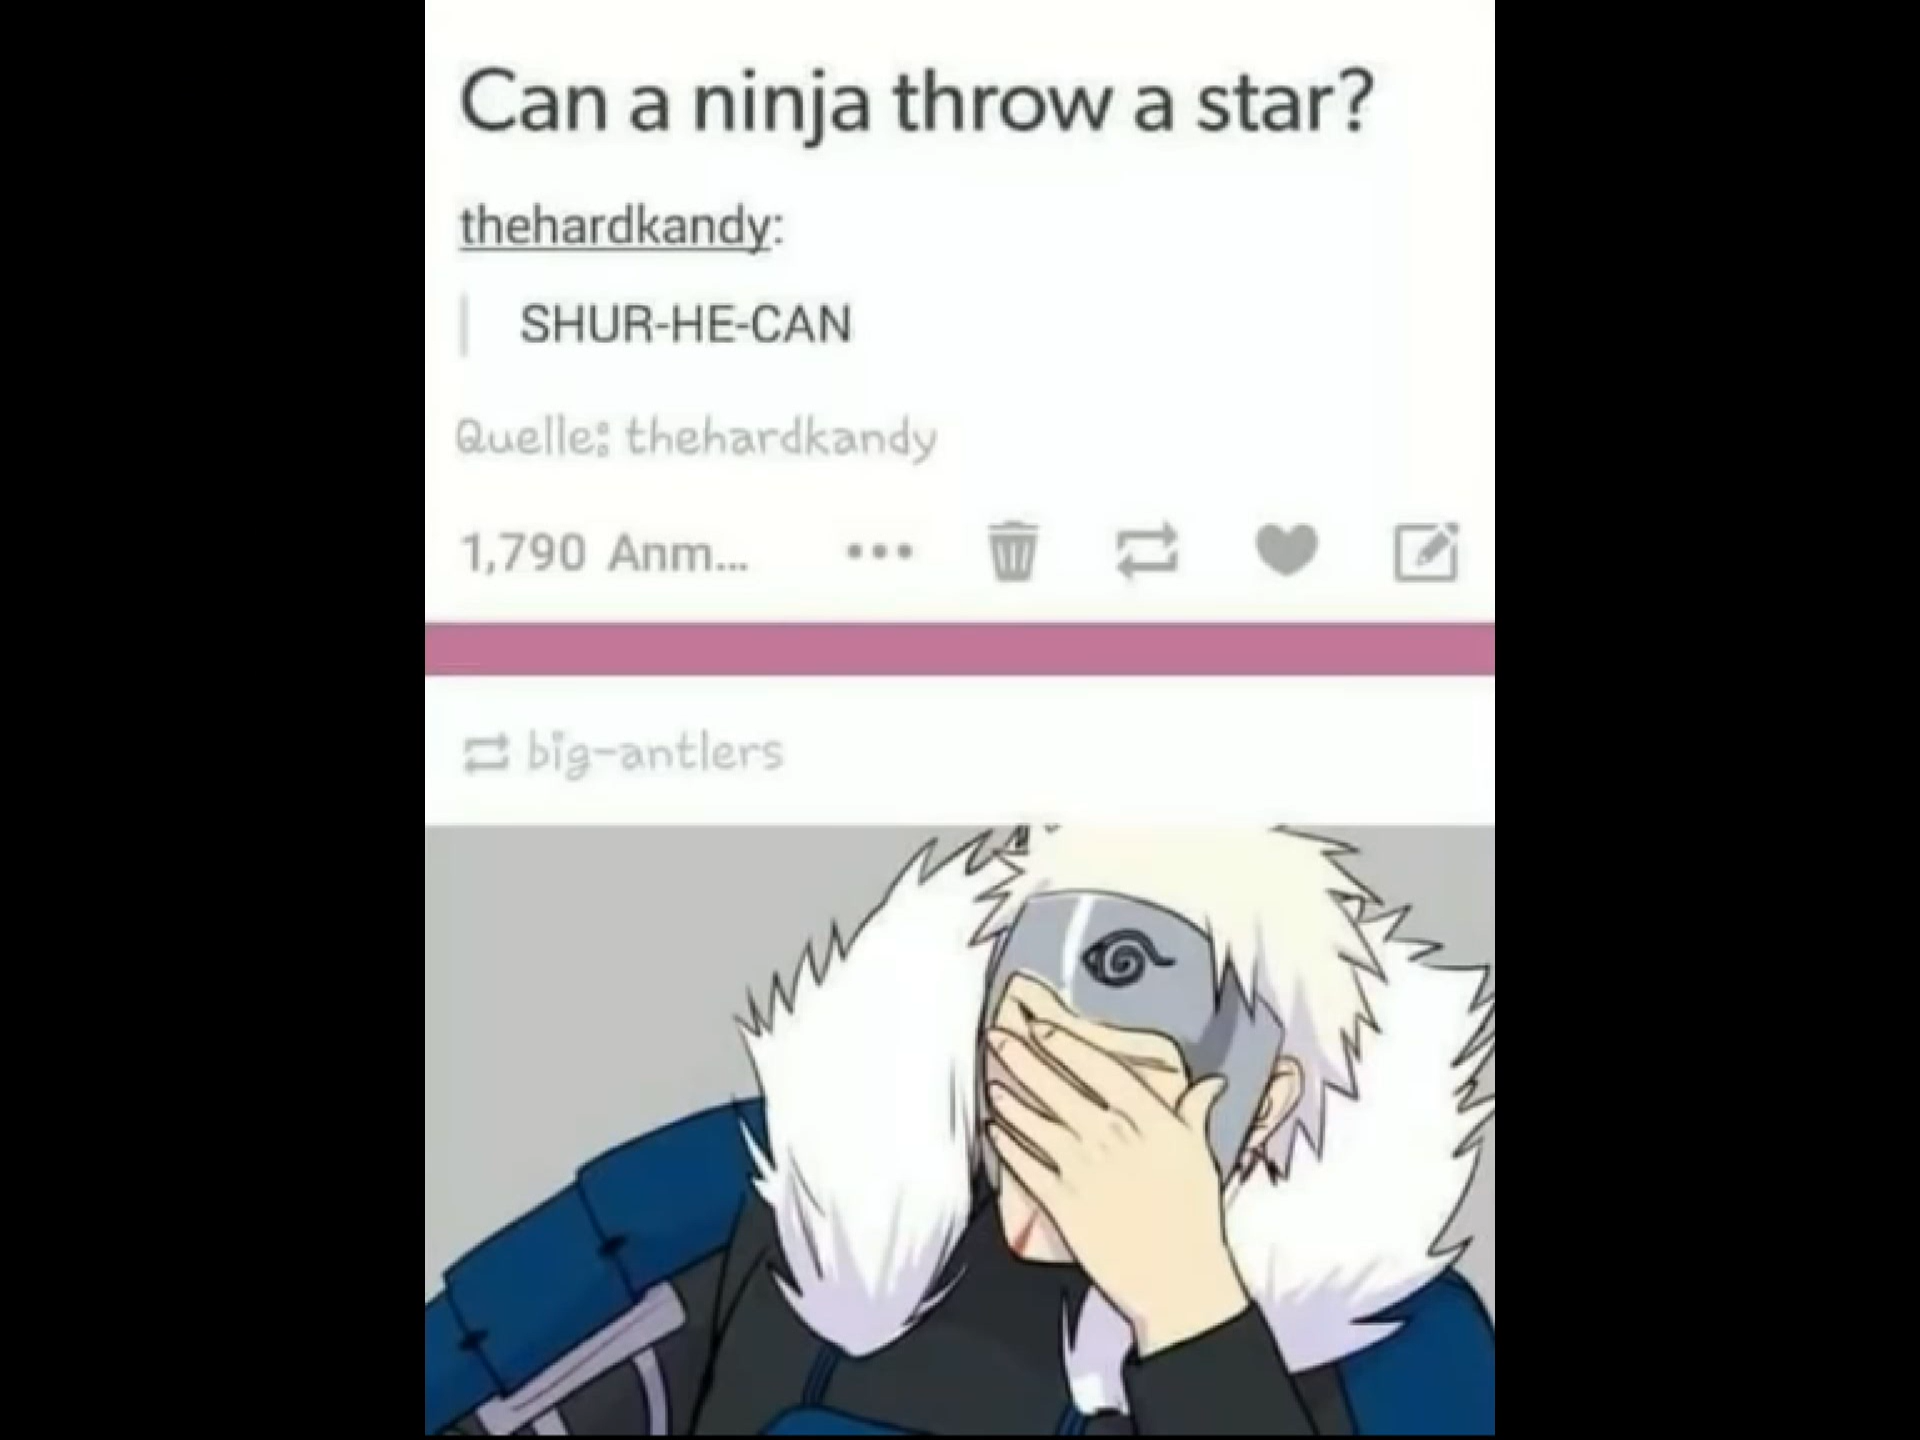 Can a ninja throw a star?
thehardkandy:
SHUR-HE-CAN
Quelle: thehardkandy
1,790 Anm...
big-antlers